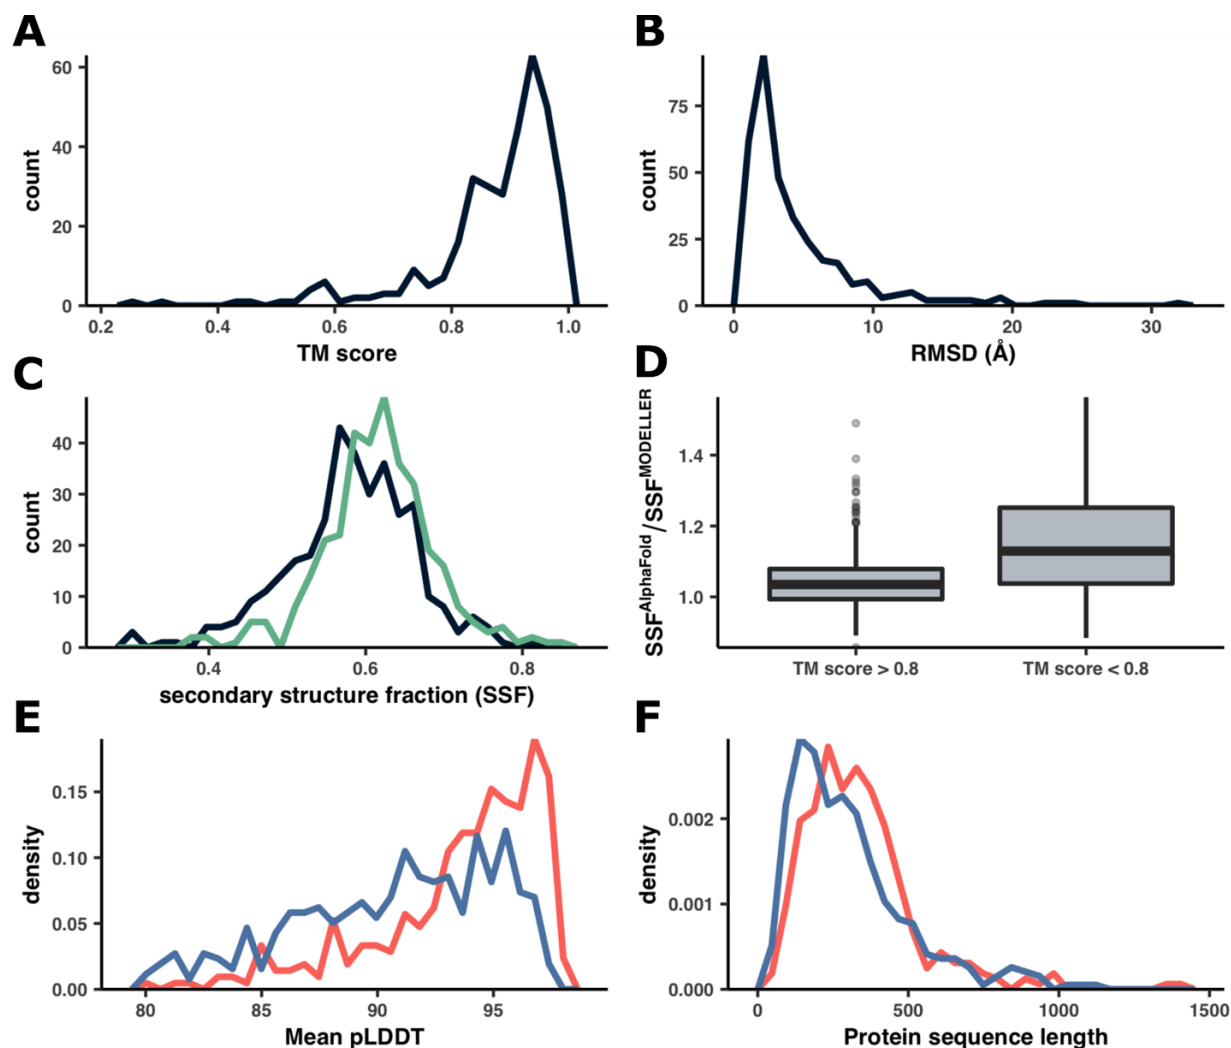 A
count
60
40
20
0
0.2 0.4 0.6 0.8 1.0
TM score
B
count
75
50
25
0
0 10 20 30
RMSD (Å)
C
count
40
30
20
10
0
0.4 0.6 0.8
secondary structure fraction (SSF)
D
SSF^AlphaFold/SSF^MODELLER
1.4
1.2
1.0
TM score > 0.8 TM score < 0.8
E
density
0.15
0.10
0.05
0.00
80 85 90 95
Mean pLDDT
F
density
0.002
0.001
0.000
0 500 1000 1500
Protein sequence length